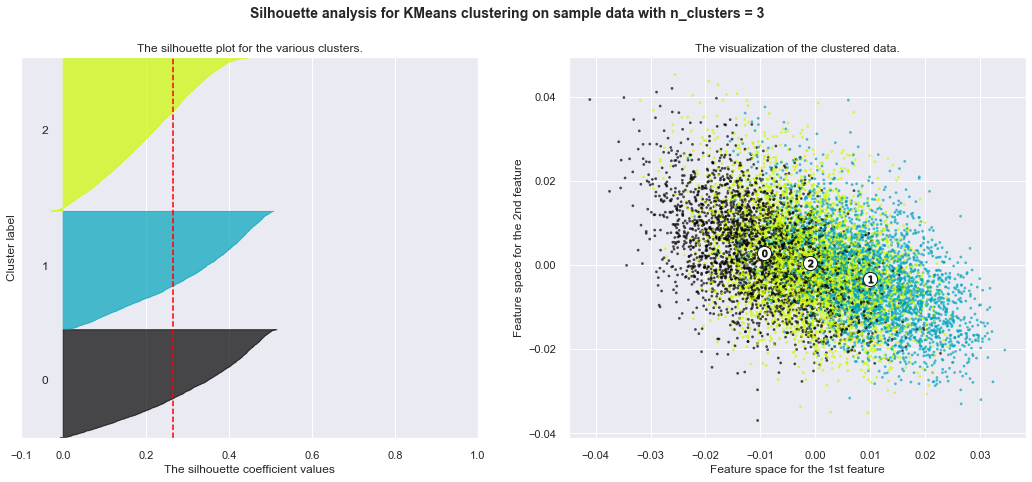 Silhouette analysis for KMeans clustering on sample data with n_clusters = 3
The silhouette plot for the various clusters.
2
1
0
Cluster label
−0.1 0.0 0.2 0.4 0.6 0.8 1.0
The silhouette coefficient values
The visualization of the clustered data.
0.04
0.02
0.00
−0.02
−0.04
Feature space for the 2nd feature
0
2
1
−0.04 −0.03 −0.02 −0.01 0.00 0.01 0.02 0.03
Feature space for the 1st feature